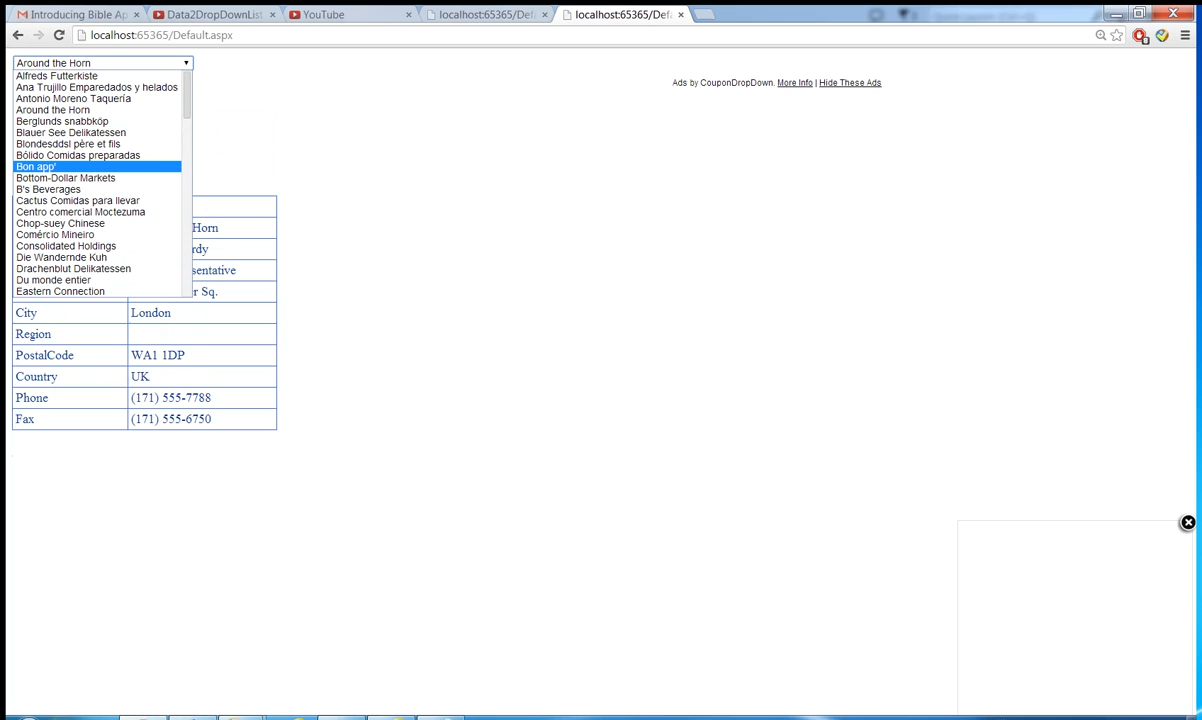 Introducing Bible Ap
Data2DropDownList
YouTube
localhost:65365/Def
localhost:65365/Defa
localhost:65365/Default.aspx
Around the Horn
Alfreds Futterkiste
Ana Trujillo Emparedados y helados
Antonio Moreno Taquería
Around the Horn
Berglunds snabbköp
Blauer See Delikatessen
Blondesddsl père et fils
Bólido Comidas preparadas
Bon app'
Bottom-Dollar Markets
B's Beverages
Cactus Comidas para llevar
Centro comercial Moctezuma
Chop-suey Chinese
Comércio Mineiro
Consolidated Holdings
Die Wandernde Kuh
Drachenblut Delikatessen
Du monde entier
Eastern Connection
Ads by CouponDropDown. More Info | Hide These Ads
Horn
rdy
sentative
r Sq.
City London
Region
PostalCode WA1 1DP
Country UK
Phone (171) 555-7788
Fax (171) 555-6750